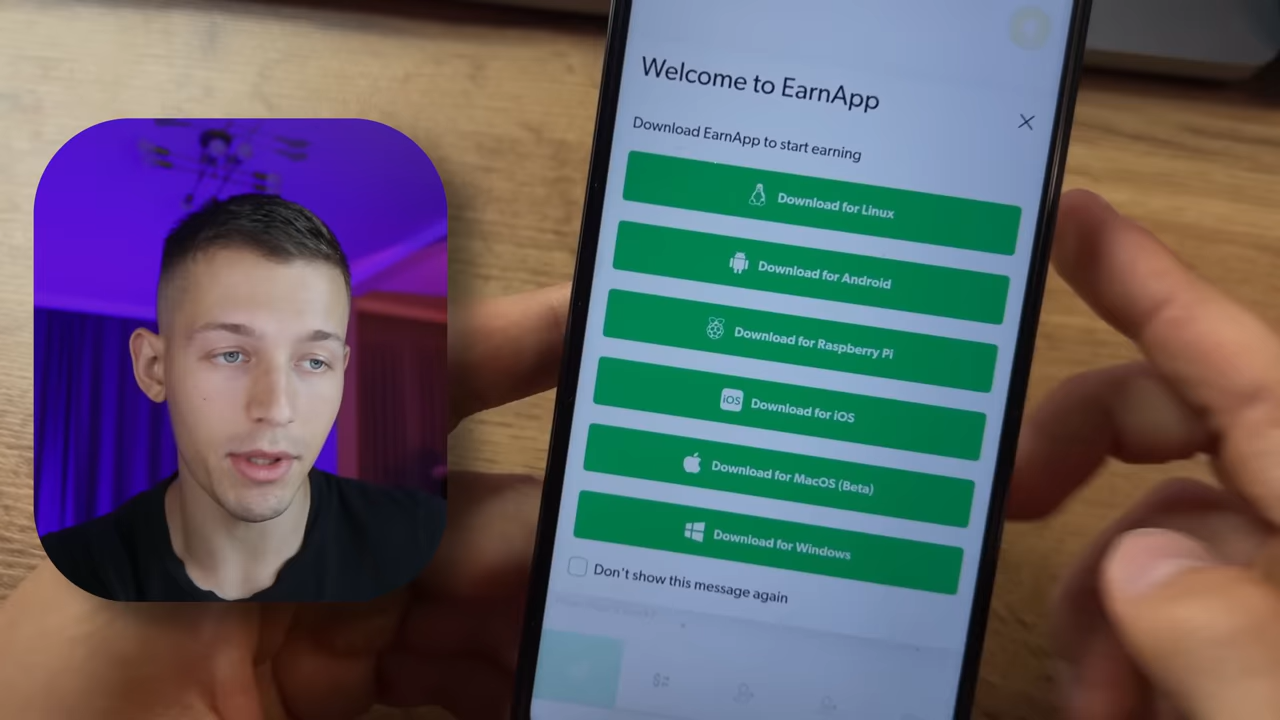 Welcome to EarnApp
Download EarnApp to start earning
Download for Linux
Download for Android
Download for Raspberry Pi
iOS Download for iOS
Download for MacOS (Beta)
Download for Windows
Don't show this message again